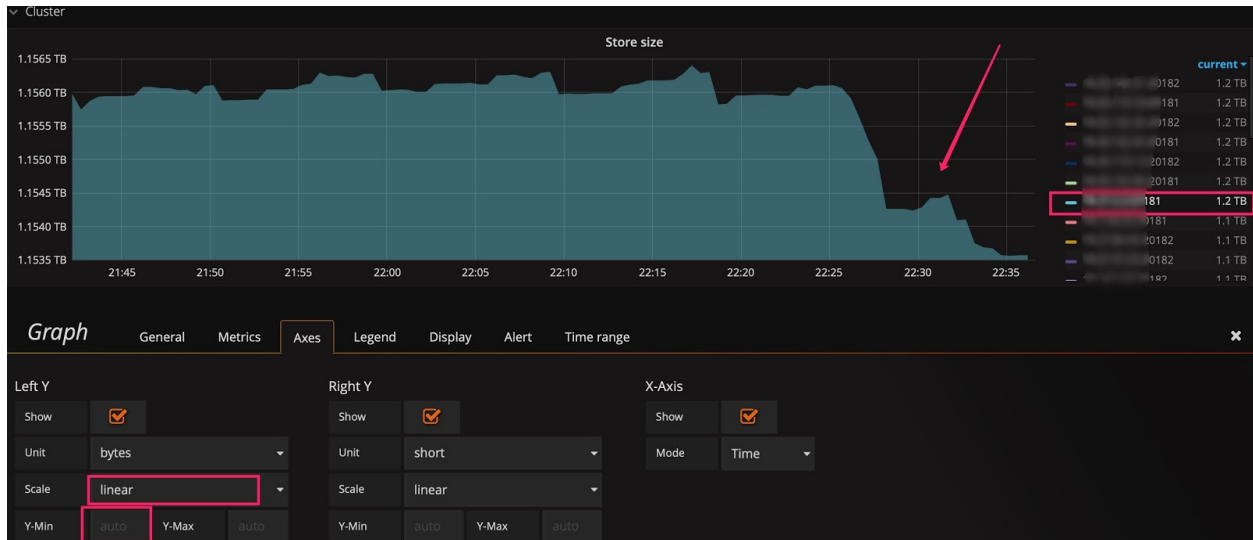 Cluster
Store size
current
1.1565 TB
1.1560 TB
1.1555 TB
1.1550 TB
1.1545 TB
1.1540 TB
1.1535 TB
21:45 21:50 21:55 22:00 22:05 22:10 22:15 22:20 22:25 22:30 22:35
0182 1.2 TB
181 1.2 TB
0182 1.2 TB
0181 1.2 TB
20182 1.2 TB
20181 1.2 TB
181 1.2 TB
0181 1.1 TB
20182 1.1 TB
0182 1.1 TB
182 1.1 TB
Graph General Metrics Axes Legend Display Alert Time range
Left Y Right Y X-Axis
Show Show Show
Unit bytes Unit short Mode Time
Scale linear Scale linear
Y-Min auto Y-Max auto Y-Min auto Y-Max auto